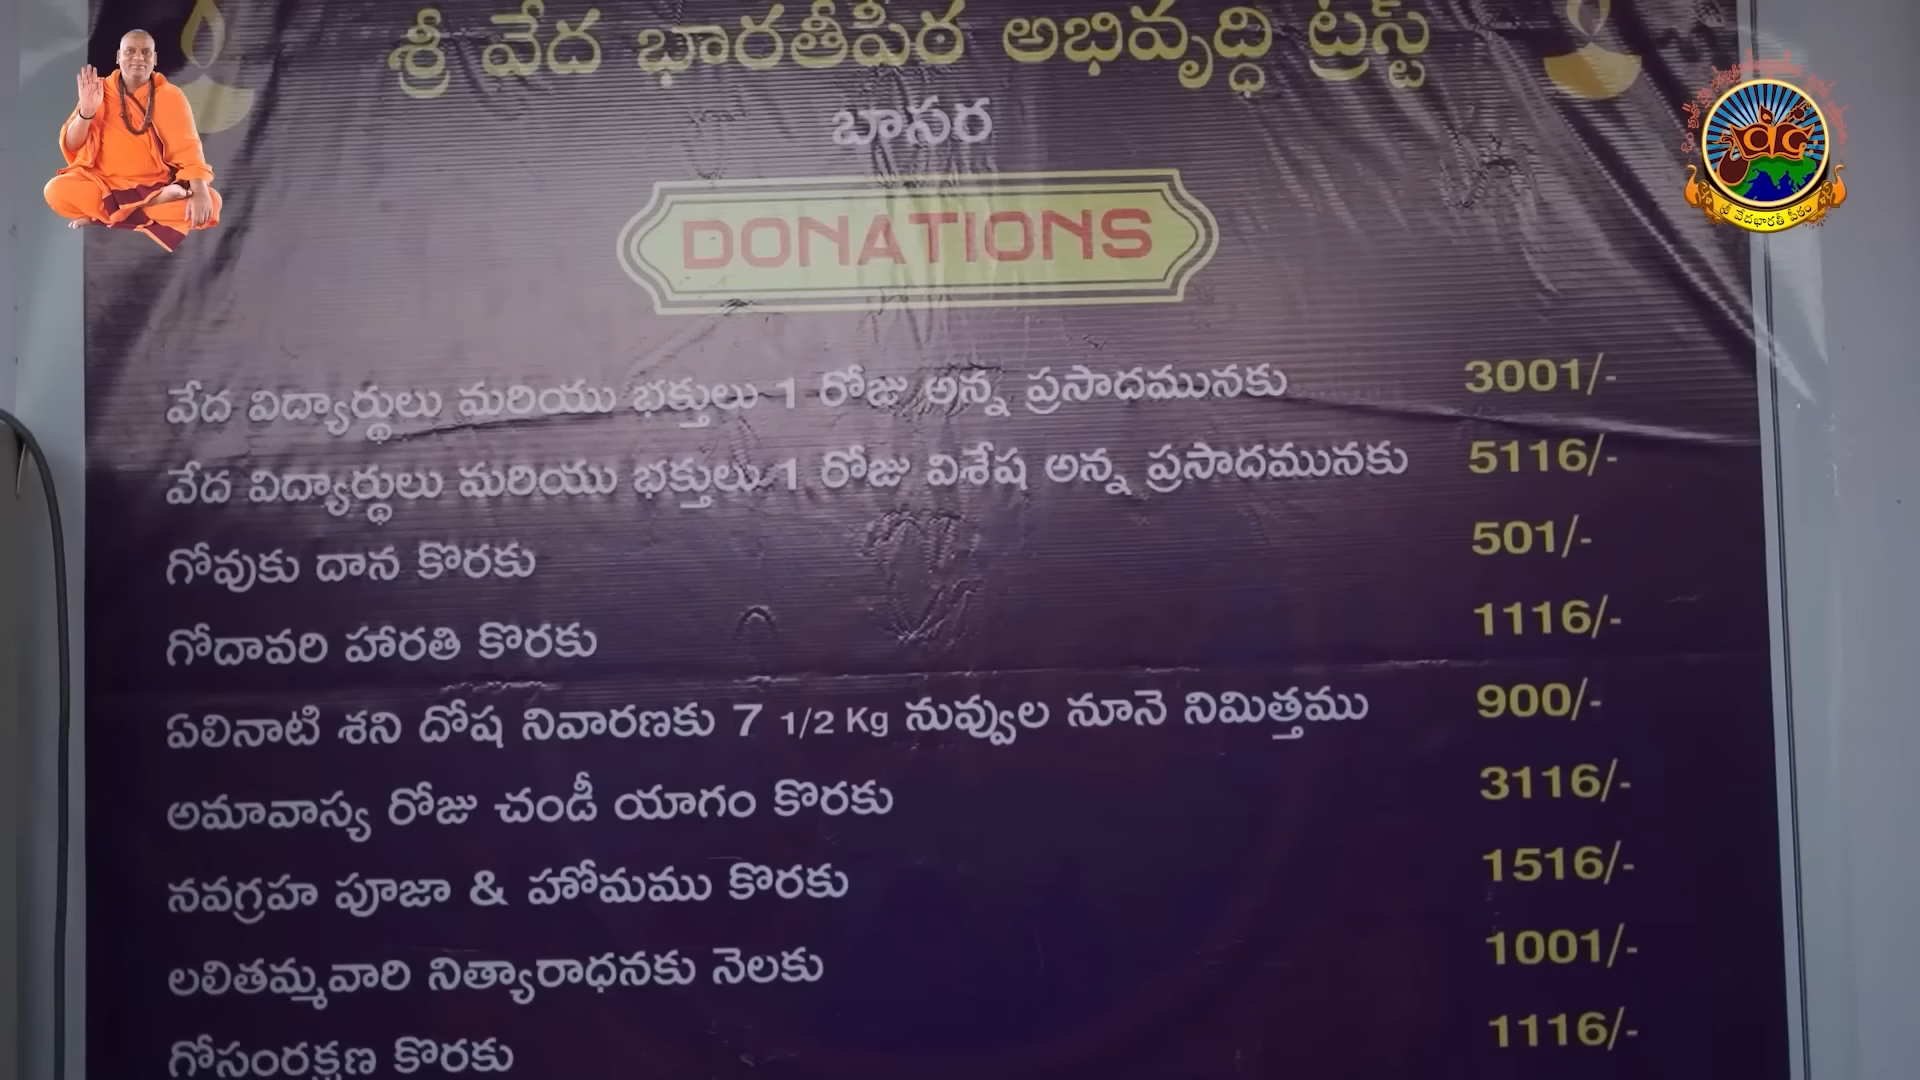 శ్రీ వేద భారతీపీఠ అభివృద్ధి ట్రస్ట్
బాసర
DONATIONS
వేద విద్యార్థులు మరియు భక్తులు 1 రోజు అన్న ప్రసాదమునకు 3001/-
వేద విద్యార్థులు మరియు భక్తులు 1 రోజు విశేష అన్న ప్రసాదమునకు 5116/-
గోవుకు దాన కొరకు 501/-
గోదావరి హారతి కొరకు 1116/-
ఏలినాటి శని దోష నివారణకు 7 1/2 Kg నువ్వుల నూనె నిమిత్తము 900/-
అమావాస్య రోజు చండీ యాగం కొరకు 3116/-
నవగ్రహ పూజా & హోమము కొరకు 1516/-
లలితమ్మవారి నిత్యారాధనకు నెలకు 1001/-
గోసంరక్షణ కొరకు 1116/-
శ్రీ వేదభారతీ పీఠం